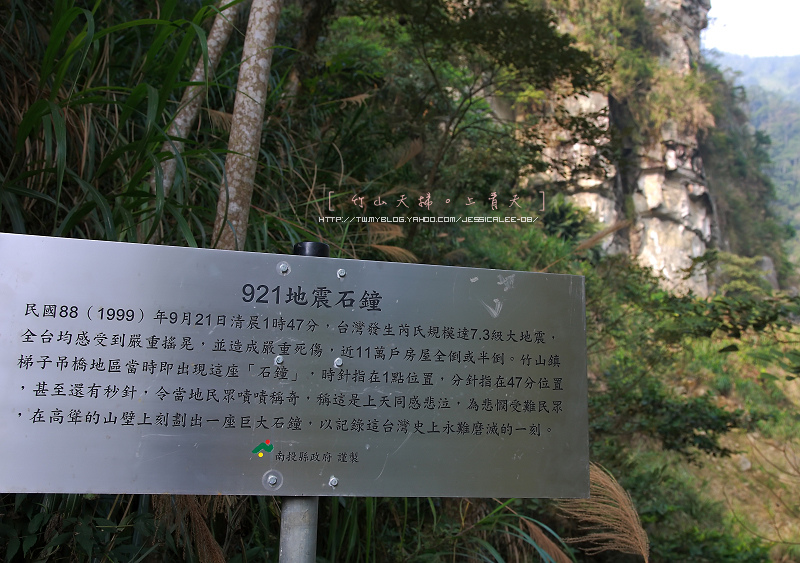 [ 竹山天梯。上青天 ]
HTTP://TW.MYBLOG.YAHOO.COM/JESSICALEE-08/
921地震石鐘
民國88（1999）年9月21日清晨1時47分，台灣發生芮氏規模達7.3級大地震，
全台均感受到嚴重搖晃，並造成嚴重死傷，近11萬戶房屋全倒或半倒。竹山鎮
梯子吊橋地區當時即出現這座「石鐘」，時針指在1點位置，分針指在47分位置
，甚至還有秒針，令當地民眾嘖嘖稱奇，稱這是上天同感悲泣，為悲憫受難民眾
，在高聳的山壁上刻劃出一座巨大石鐘，以記錄這台灣史上永難磨滅的一刻。
南投縣政府 謹製